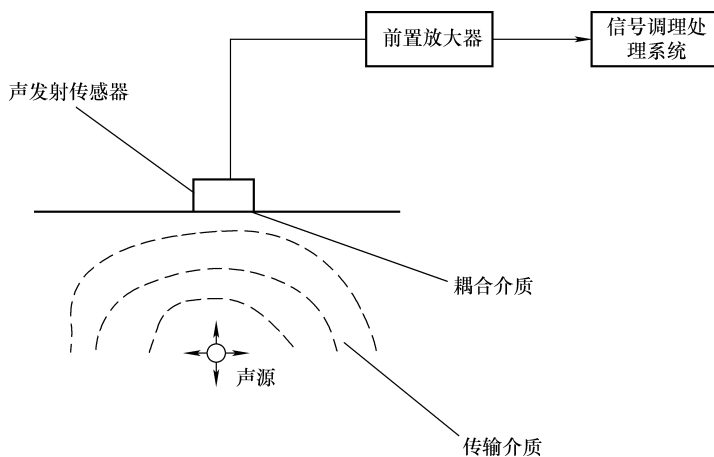 前置放大器
信号调理处
理系统
声发射传感器
耦合介质
声源
传输介质